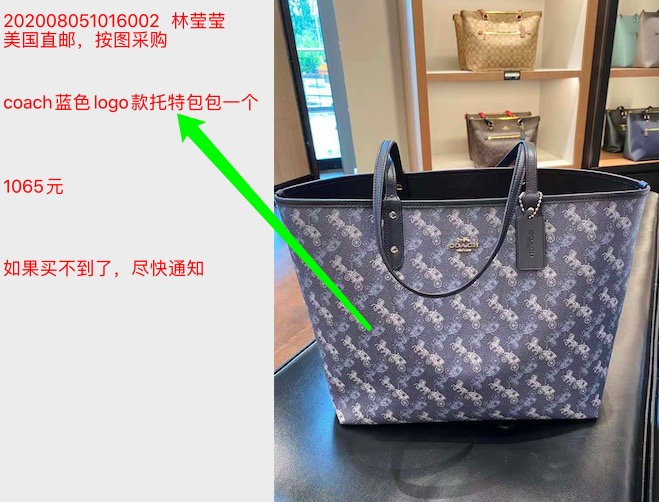 202008051016002 林莹莹
美国直邮，按图采购
coach蓝色logo款托特包包一个
1065元
如果买不到了，尽快通知
COACH